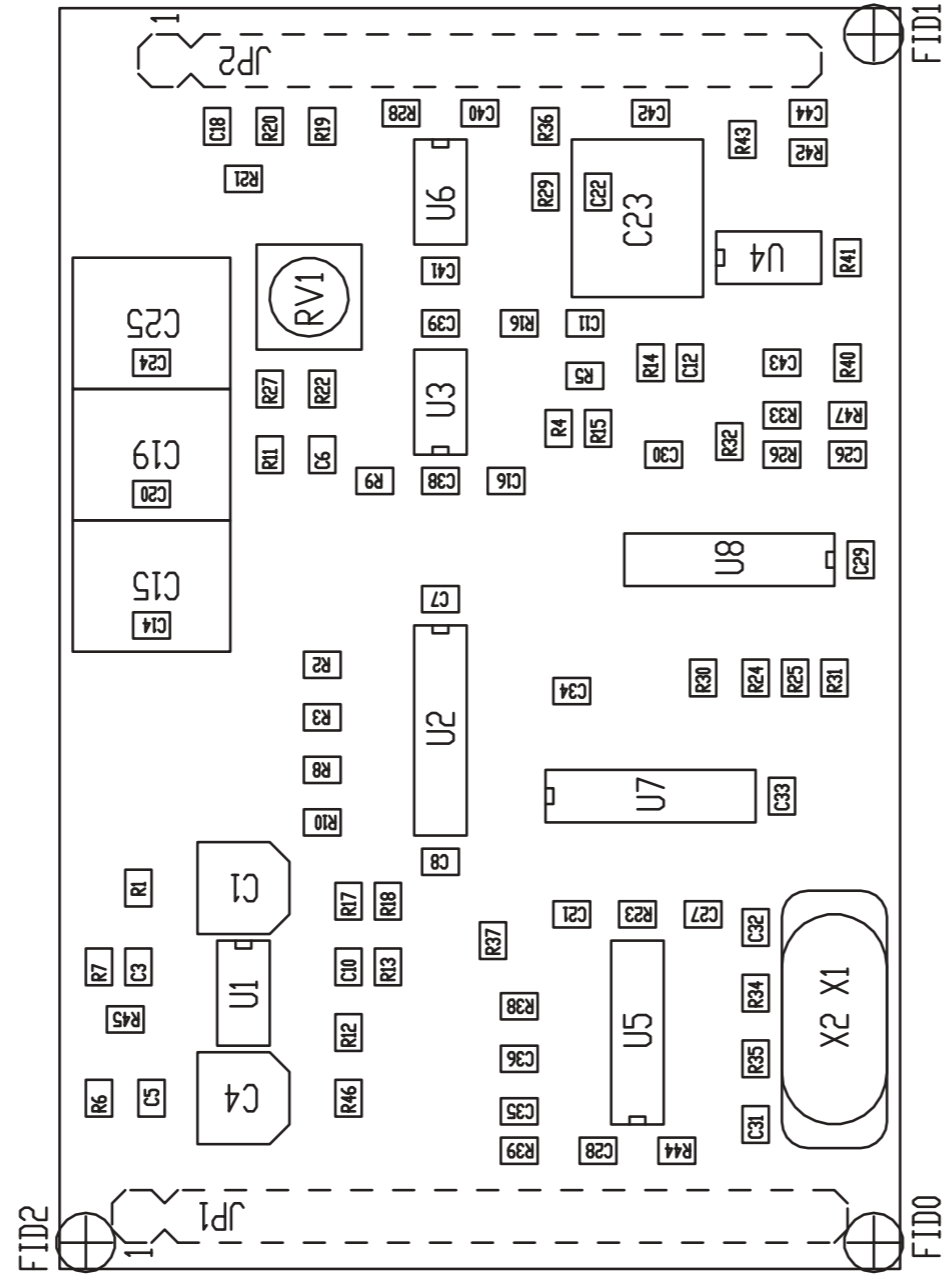 1
FID1
JP2
C18
R20
R19
R28
C40
R36
C42
C44
R43
R42
R21
U6
R29
C22
C23
U4
R41
RV1
C41
C25
C24
C39
R16
C11
U3
R27
R22
R5
R14
C12
C43
R40
R4
R15
R33
R47
C19
R11
C6
C30
R32
R26
C26
C20
R9
C38
C16
U8
C29
C15
C7
C14
R2
C34
R30
R24
R25
R31
R3
U2
R8
U7
C33
R10
C8
R1
C1
R17
R18
C21
R23
C27
C32
R37
R7
C3
C10
R13
U1
R45
R38
R34
X2 X1
U5
R12
C36
R35
R6
C5
C4
R46
C35
C31
R39
C28
R44
JP1
FID2
1
FID0